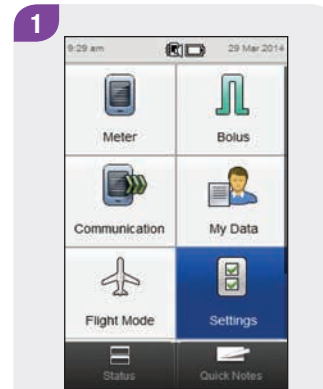 1
9:29 am 29 Mar 2014
Meter Bolus
Communication My Data
Flight Mode Settings
Status Quick Notes